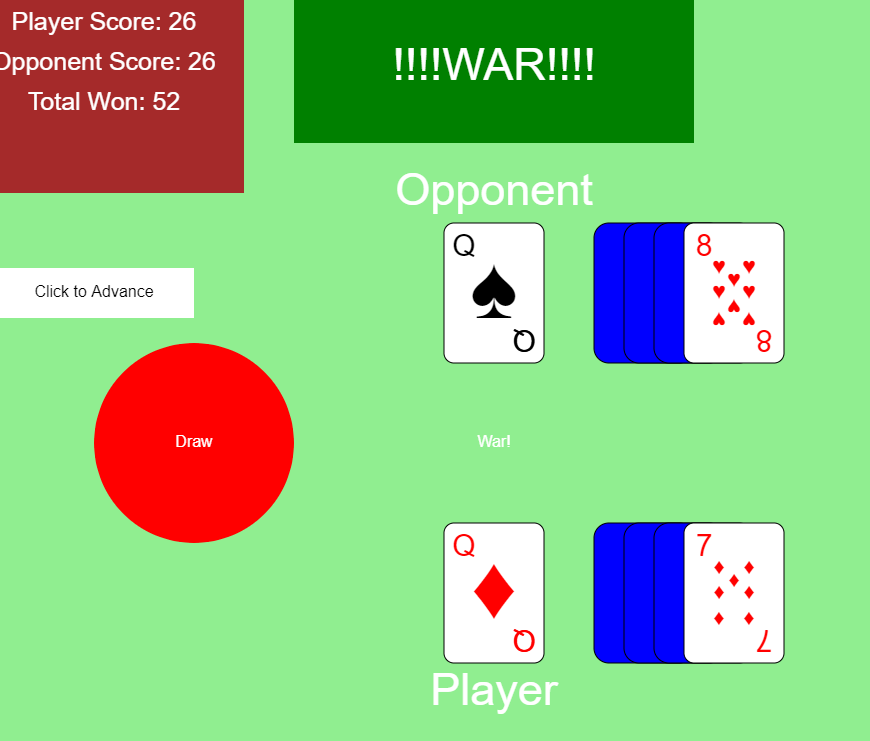 Player Score: 26
Opponent Score: 26
Total Won: 52
!!!!WAR!!!!
Opponent
Q
Q
8
8
Click to Advance
Draw
War!
Q
Q
7
7
Player